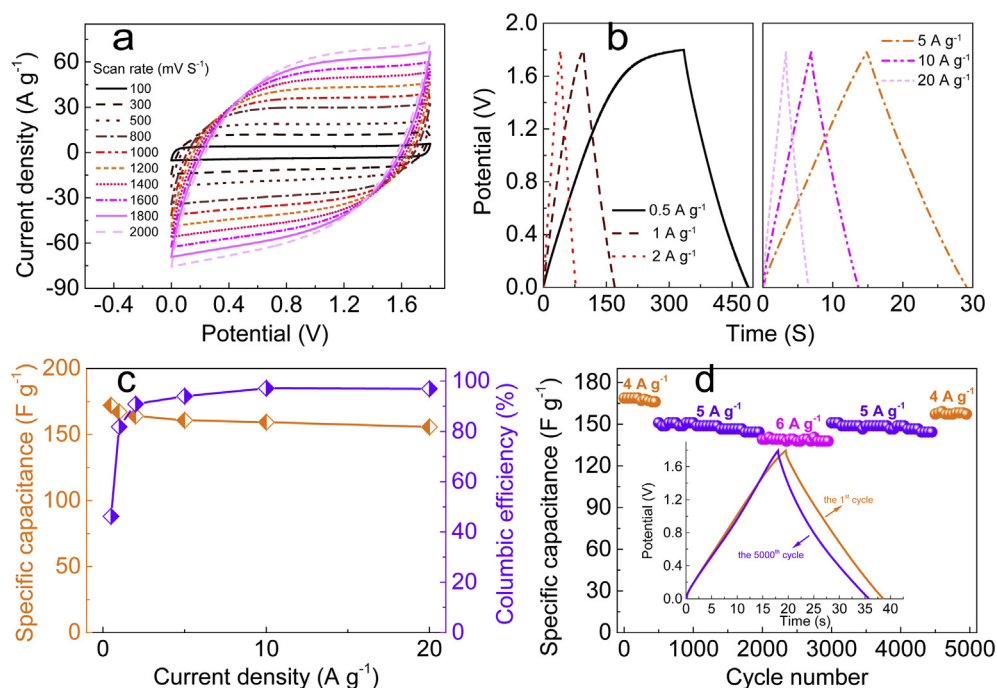 a
Current density (A g⁻¹)
60
30
0
-30
-60
-90
Scan rate (mV S⁻¹)
100
300
500
800
1000
1200
1400
1600
1800
2000
-0.4
0.0
0.4
0.8
1.2
1.6
Potential (V)
b
Potential (V)
2.0
1.6
1.2
0.8
0.4
0.0
0.5 A g⁻¹
1 A g⁻¹
2 A g⁻¹
5 A g⁻¹
10 A g⁻¹
20 A g⁻¹
0 150 300 450
0 10 20 30
Time (S)
c
Specific capacitance (F g⁻¹)
200
150
100
50
0
Columbic efficiency (%)
100
80
60
40
20
0
0 5 10 15 20
Current density (A g⁻¹)
d
Specific capacitance (F g⁻¹)
180
150
120
90
60
30
0
4 A g⁻¹
5 A g⁻¹
6 A g⁻¹
5 A g⁻¹
4 A g⁻¹
Potential (V)
1.6
1.2
0.8
0.4
0.0
the 1ˢᵗ cycle
the 5000ᵗʰ cycle
0 5 10 15 20 25 30 35 40
Time (s)
0 1000 2000 3000 4000 5000
Cycle number